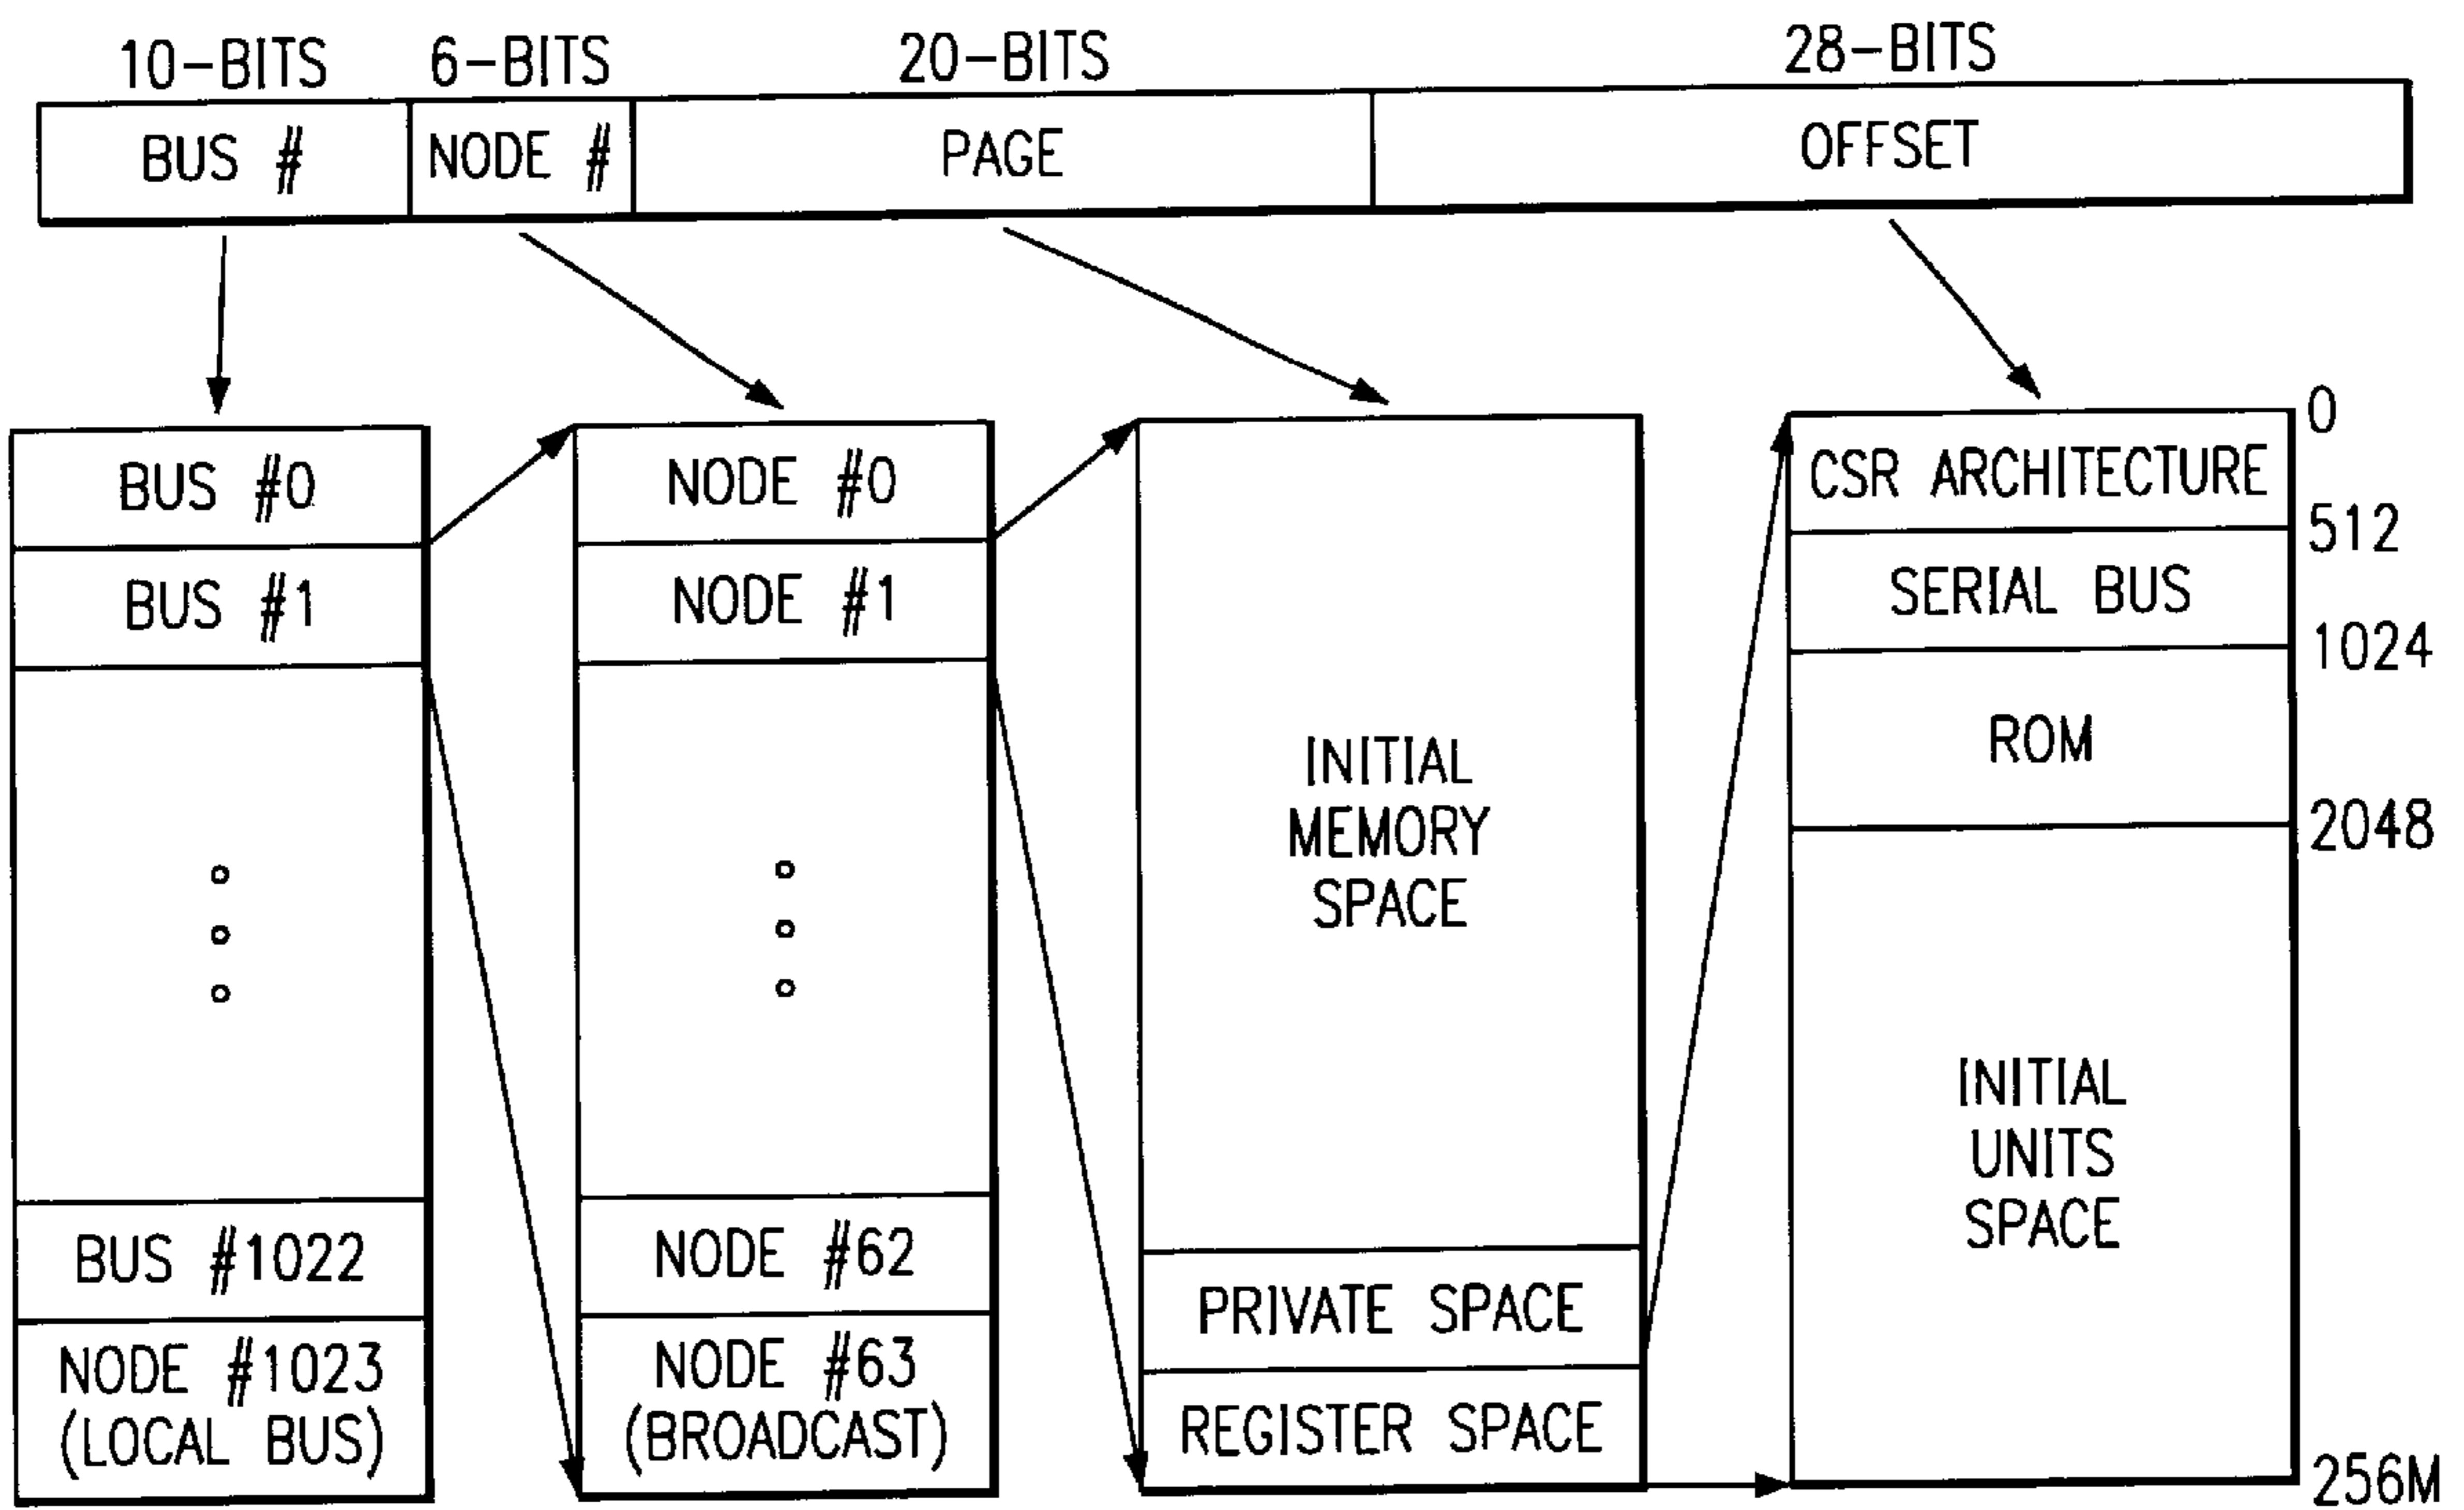 10-BITS
6-BITS
20-BITS
28-BITS
BUS #
NODE #
PAGE
OFFSET
BUS #0
BUS #1
BUS #1022
NODE #1023
(LOCAL BUS)
NODE #0
NODE #1
NODE #62
NODE #63
(BROADCAST)
INITIAL
MEMORY
SPACE
PRIVATE SPACE
REGISTER SPACE
0
CSR ARCHITECTURE
512
SERIAL BUS
1024
ROM
2048
INITIAL
UNITS
SPACE
256M